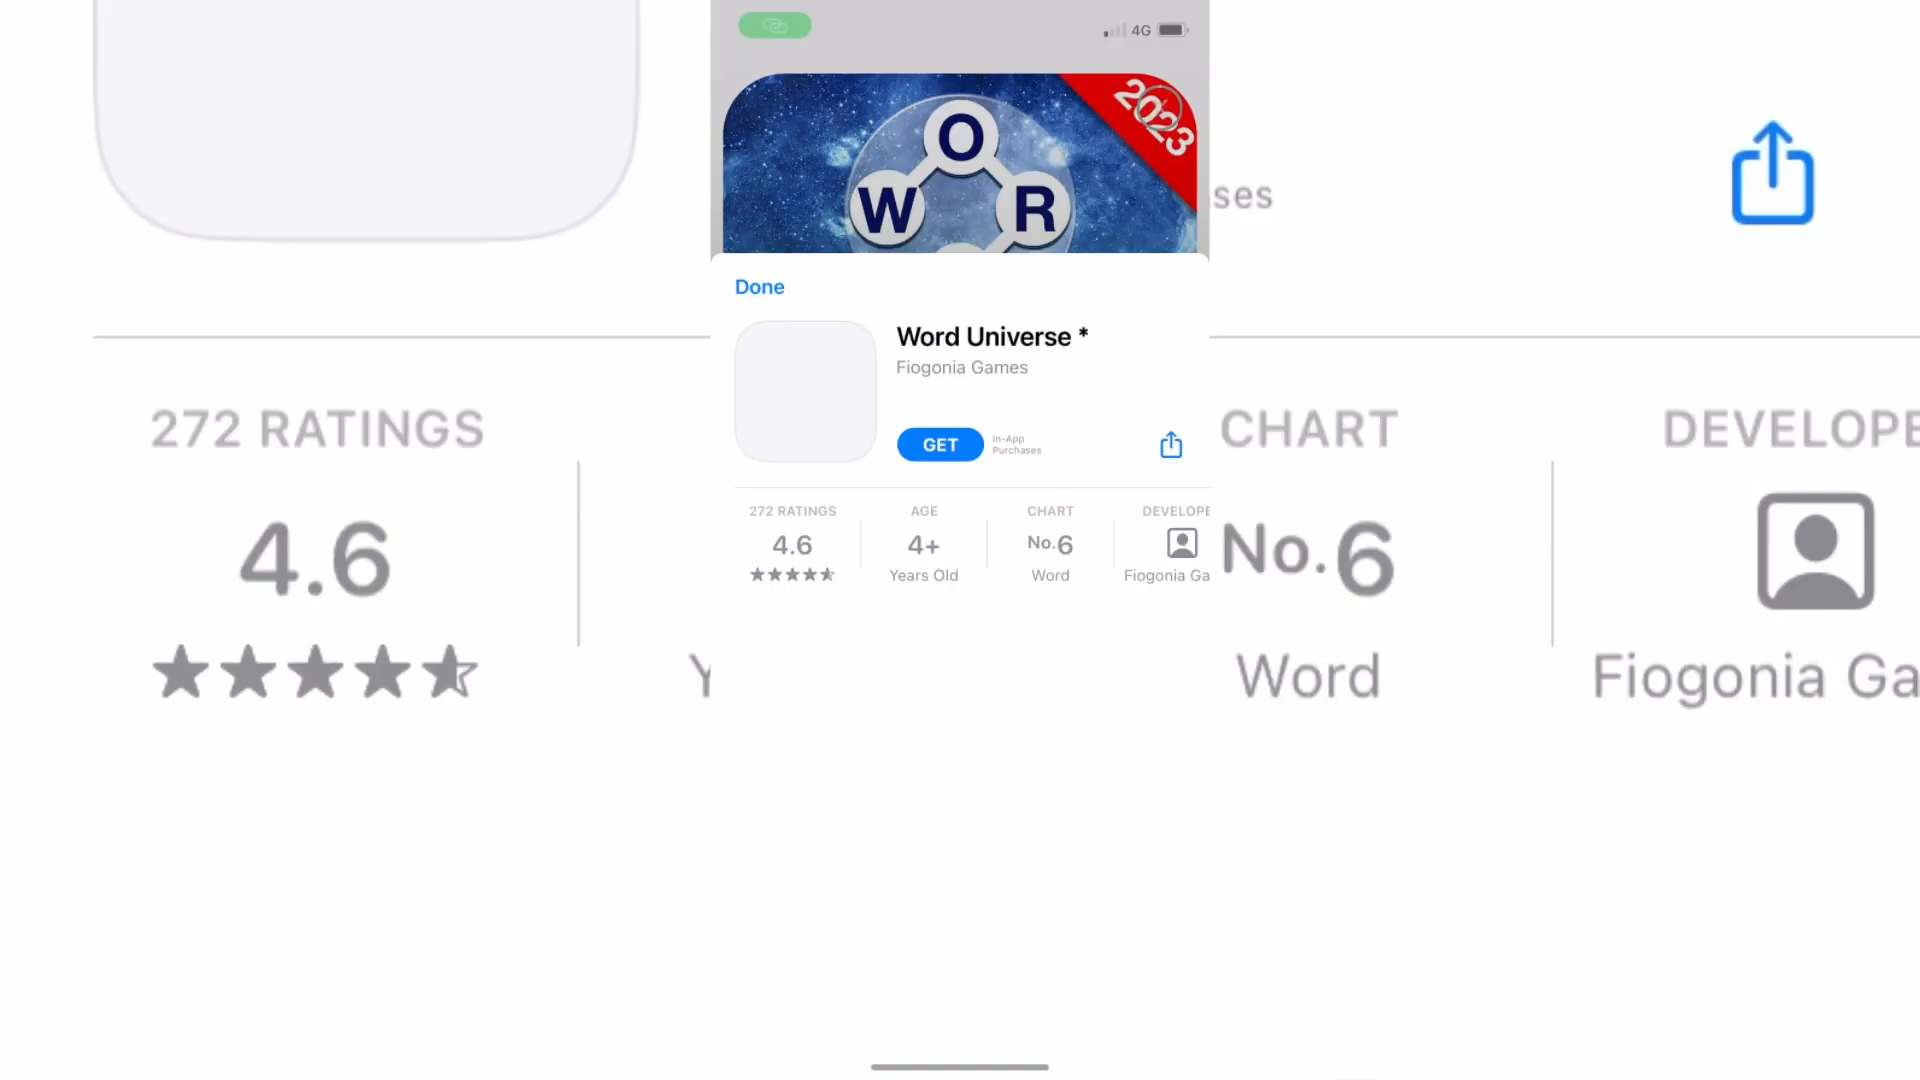 4G
2023
O
W R
Done
Word Universe *
Fiogonia Games
GET
In-App
Purchases
272 RATINGS
4.6
AGE
4+
Years Old
CHART
No.6
Word
DEVELOPE
Fiogonia Ga
ses
272 RATINGS
4.6
Y
CHART
No.6
Word
DEVELOPE
Fiogonia Ga